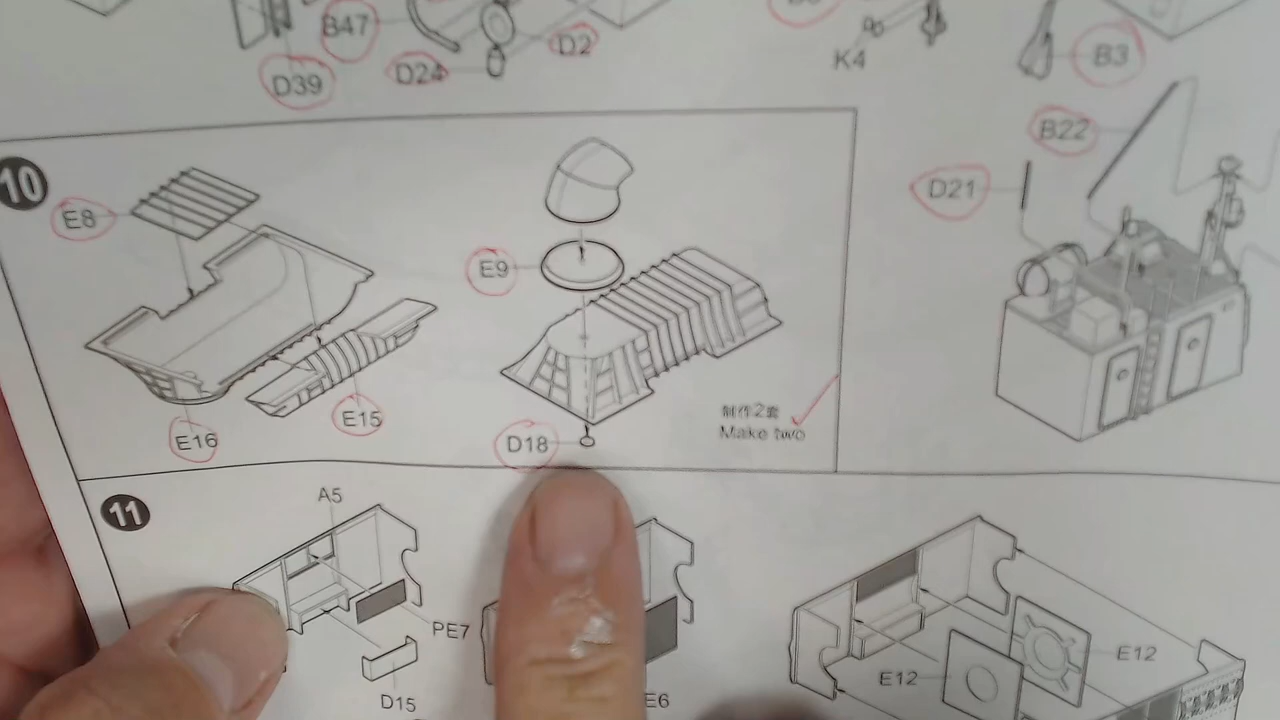 B47
D2
D39
D24
K4
B3
B22
D21
10
E8
E9
E16
E15
D18
制作2套
Make two
11
A5
PE7
D15
E6
E12
E12